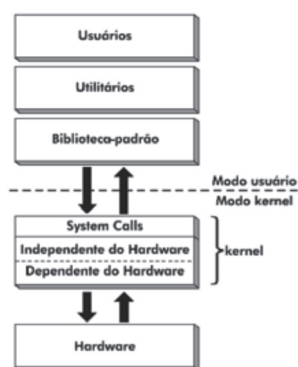 Usuários
Utilitários
Biblioteca-padrão
Modo usuário
Modo kernel
System Calls
Independente do Hardware
Dependente do Hardware
kernel
Hardware